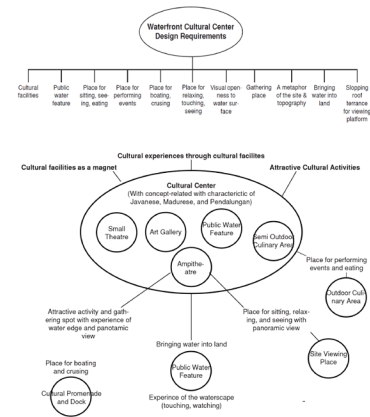 Waterfront Cultural Center
Design Requirements
Cultural
facilities
Public
water
feature
Place for
sitting, see-
ing, eating
Place for
performing
events
Place for
boating,
crusing
Place for
relaxing,
touching,
seeing
Visual open-
ness to
water sur-
face
Gathering
place
A metaphor
of the site &
topography
Bringing
water into
land
Slopping
roof
terrance
for viewing
platform
Cultural experiences through cultural facilites
Cultural facilities as a magnet
Attractive Cultural Activities
Cultural Center
(With concept-related with characterictic of
Javanese, Madurese, and Pendalungan)
Small
Theatre
Art Gallery
Public Water
Feature
Semi Outdoor
Culinary Area
Ampithe-
atre
Place for performing
events and eating
Outdoor Culi-
nary Area
Attractive activity and gath-
ering spot with experience of
water edge and panotamic
view
Place for sitting, relax-
ing, and seeing with
panoramic view
Bringing water into land
Site Viewing
Place
Place for boating
and cruising
Public Water
Feature
Cultural Promenade
and Dock
Experince of the waterscape
(touching, watching)